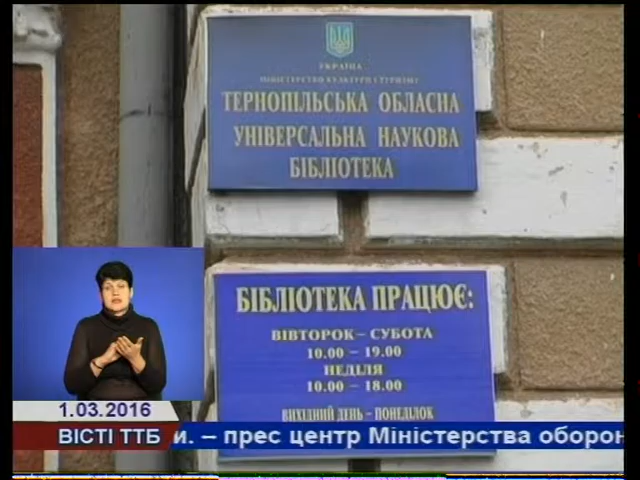 УКРАЇНА
МІНІСТЕРСТВО КУЛЬТУРИ І ТУРИЗМУ
ТЕРНОПІЛЬСЬКА ОБЛАСНА
УНІВЕРСАЛЬНА НАУКОВА
БІБЛІОТЕКА
БІБЛІОТЕКА ПРАЦЮЄ:
ВІВТОРОК – СУБОТА
10.00 – 19.00
НЕДІЛЯ
10.00 – 18.00
ВИХІДНИЙ ДЕНЬ – ПОНЕДІЛОК
1.03.2016
ВІСТІ ТТБ и. – прес центр Міністерства оборон